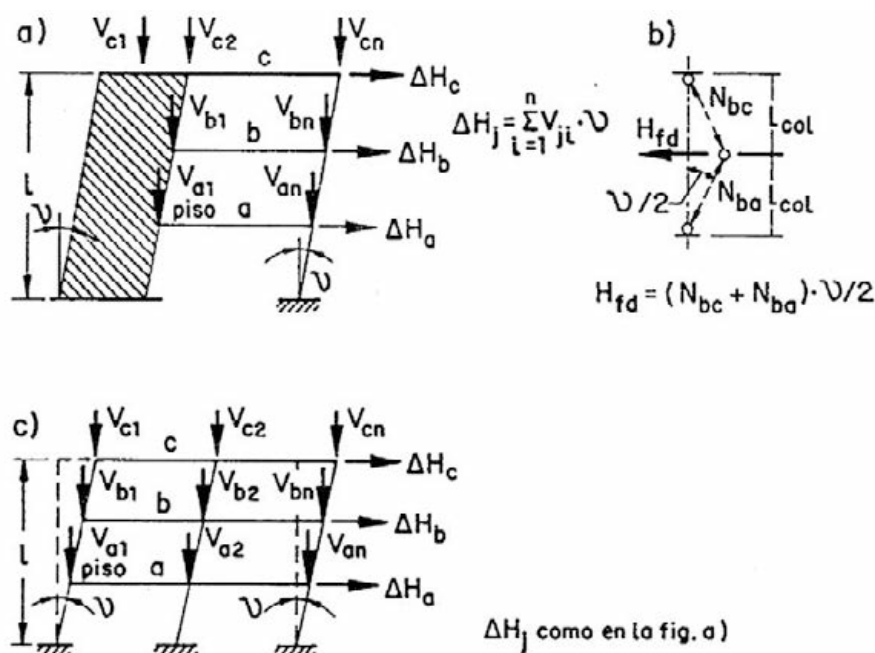 a)
V_c1 V_c2 V_cn
c
ΔH_c
V_b1 V_bn
b
ΔH_b
V_a1 V_an
piso a
ΔH_a
l
ν
ν
ΔH_j = Σ_{i=1}^{n} V_ji · ν
b)
N_bc
L_col
H_fd
ν/2
N_ba
L_col
H_fd = (N_bc + N_ba) · ν/2
c)
V_c1 V_c2 V_cn
c
ΔH_c
V_b1 V_b2 V_bn
b
ΔH_b
V_a1 V_a2 V_an
piso a
ΔH_a
l
ν
ν
ΔH_j como en la fig. a)